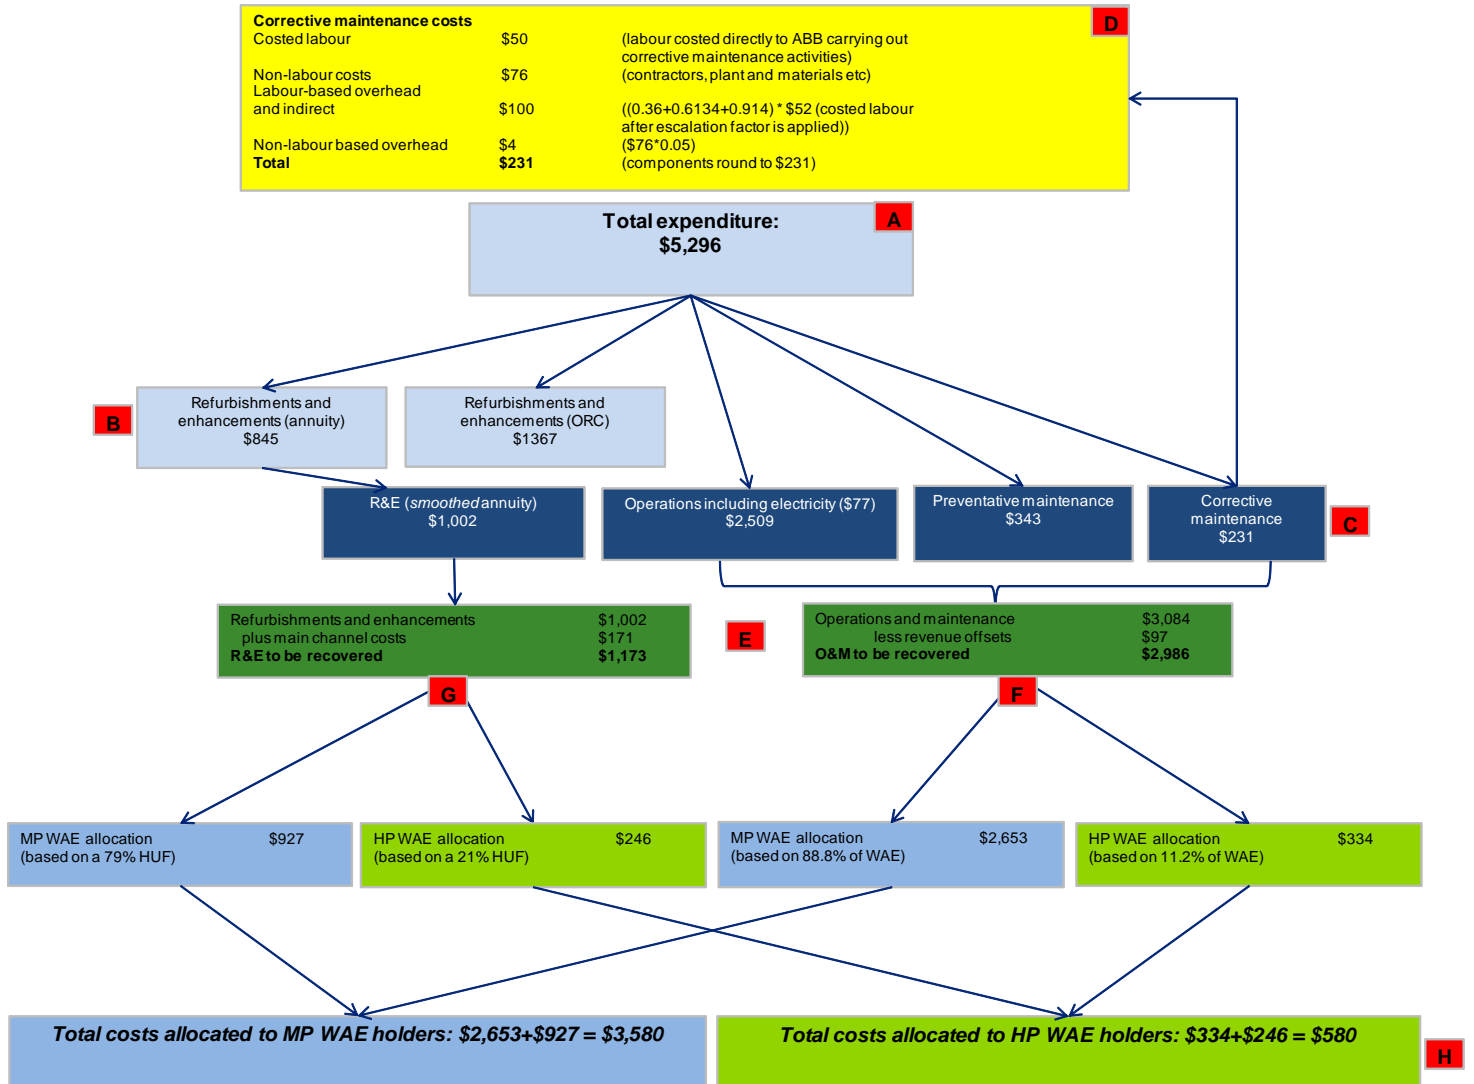 Corrective maintenance costs
D
Costed labour $50 (labour costed directly to ABB carrying out
corrective maintenance activities)
Non-labour costs $76 (contractors, plant and materials etc)
Labour-based overhead
and indirect $100 ((0.36+0.6134+0.914) * $52 (costed labour
after escalation factor is applied))
Non-labour based overhead $4 ($76*0.05)
Total $231 (components round to $231)
Total expenditure:
A
$5,296
B
Refurbishments and
enhancements (annuity)
$845
Refurbishments and
enhancements (ORC)
$1367
R&E (smoothed annuity)
$1,002
Operations including electricity ($77)
$2,509
Preventative maintenance
$343
Corrective
maintenance
$231
C
Refurbishments and enhancements $1,002
plus main channel costs $171
R&E to be recovered $1,173
E
Operations and maintenance $3,084
less revenue offsets $97
O&M to be recovered $2,986
G
F
MP WAE allocation $927
(based on a 79% HUF)
HP WAE allocation $246
(based on a 21% HUF)
MP WAE allocation $2,653
(based on 88.8% of WAE)
HP WAE allocation $334
(based on 11.2% of WAE)
Total costs allocated to MP WAE holders: $2,653+$927 = $3,580
Total costs allocated to HP WAE holders: $334+$246 = $580
H